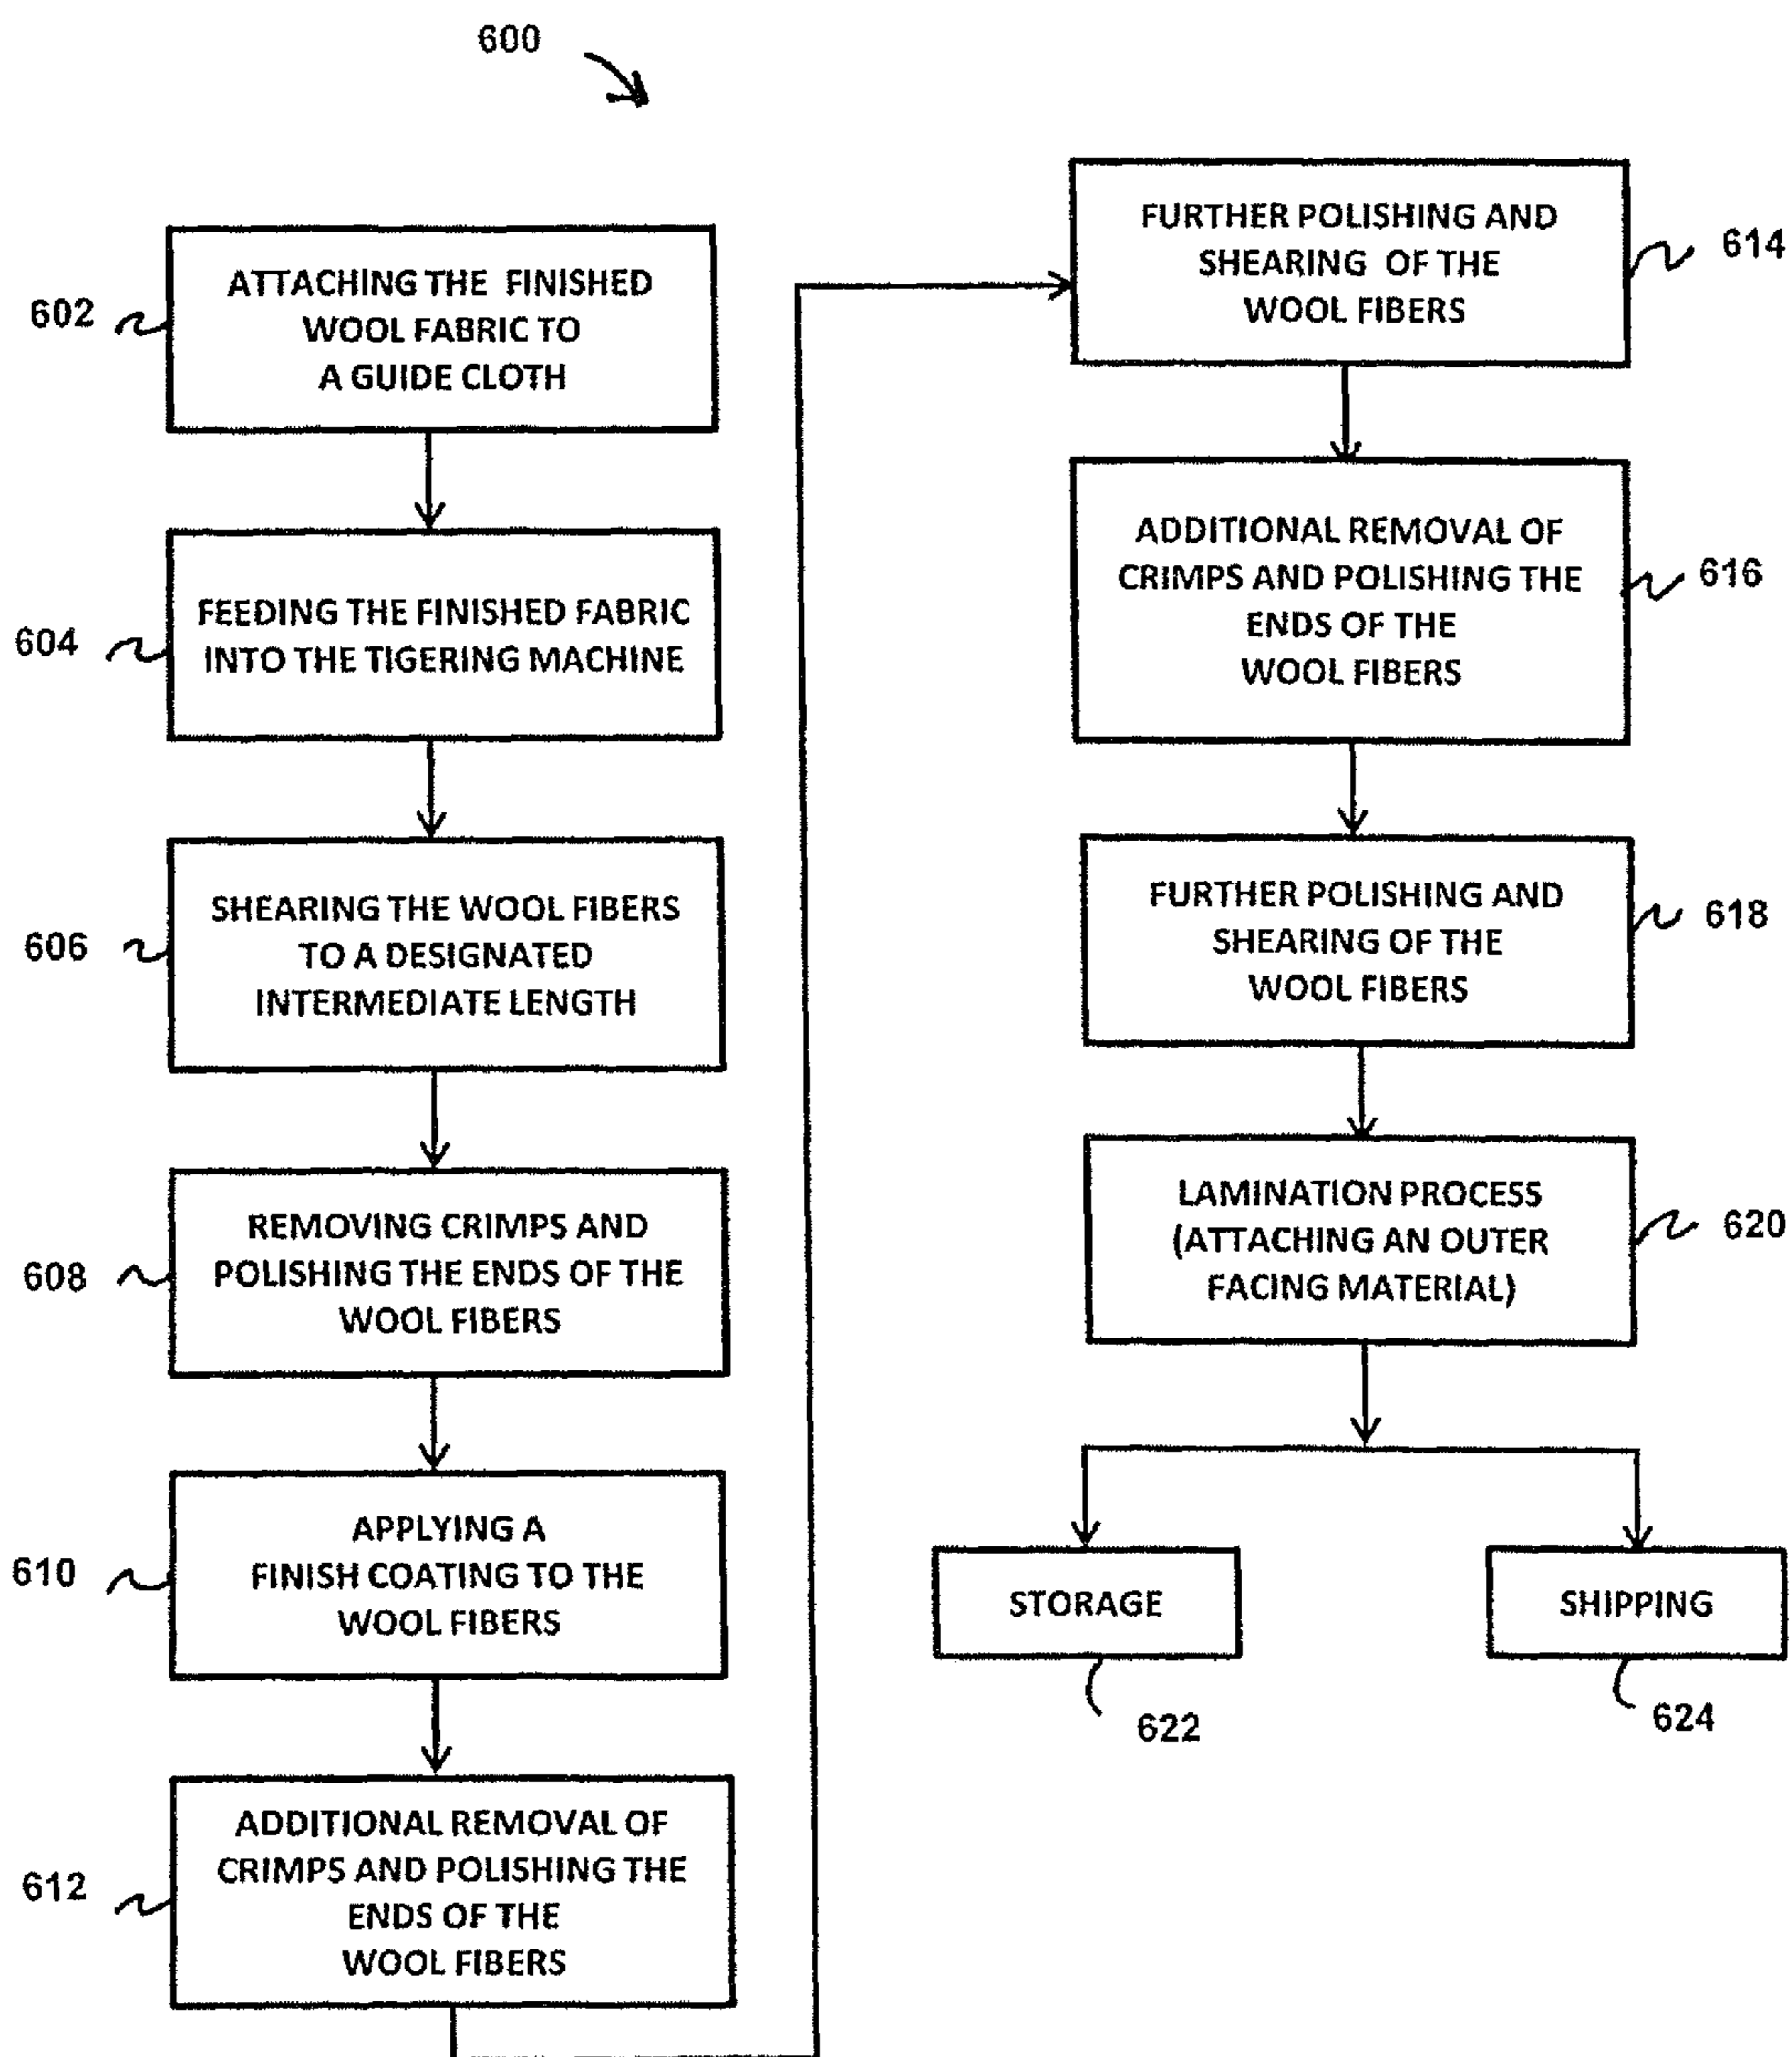 600
602
ATTACHING THE FINISHED
WOOL FABRIC TO
A GUIDE CLOTH
604
FEEDING THE FINISHED FABRIC
INTO THE TIGERING MACHINE
606
SHEARING THE WOOL FIBERS
TO A DESIGNATED
INTERMEDIATE LENGTH
608
REMOVING CRIMPS AND
POLISHING THE ENDS OF THE
WOOL FIBERS
610
APPLYING A
FINISH COATING TO THE
WOOL FIBERS
612
ADDITIONAL REMOVAL OF
CRIMPS AND POLISHING THE
ENDS OF THE
WOOL FIBERS
FURTHER POLISHING AND
SHEARING OF THE
WOOL FIBERS
614
ADDITIONAL REMOVAL OF
CRIMPS AND POLISHING THE
ENDS OF THE
WOOL FIBERS
616
FURTHER POLISHING AND
SHEARING OF THE
WOOL FIBERS
618
LAMINATION PROCESS
(ATTACHING AN OUTER
FACING MATERIAL)
620
STORAGE
622
SHIPPING
624